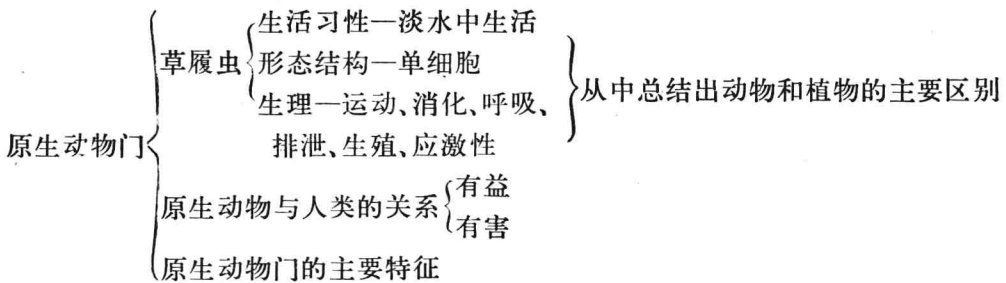 生活习性—淡水中生活
草履虫 形态结构—单细胞
生理—运动、消化、呼吸、
从中总结出动物和植物的主要区别
原生动物门
排泄、生殖、应激性
有益
原生动物与人类的关系
有害
原生动物门的主要特征